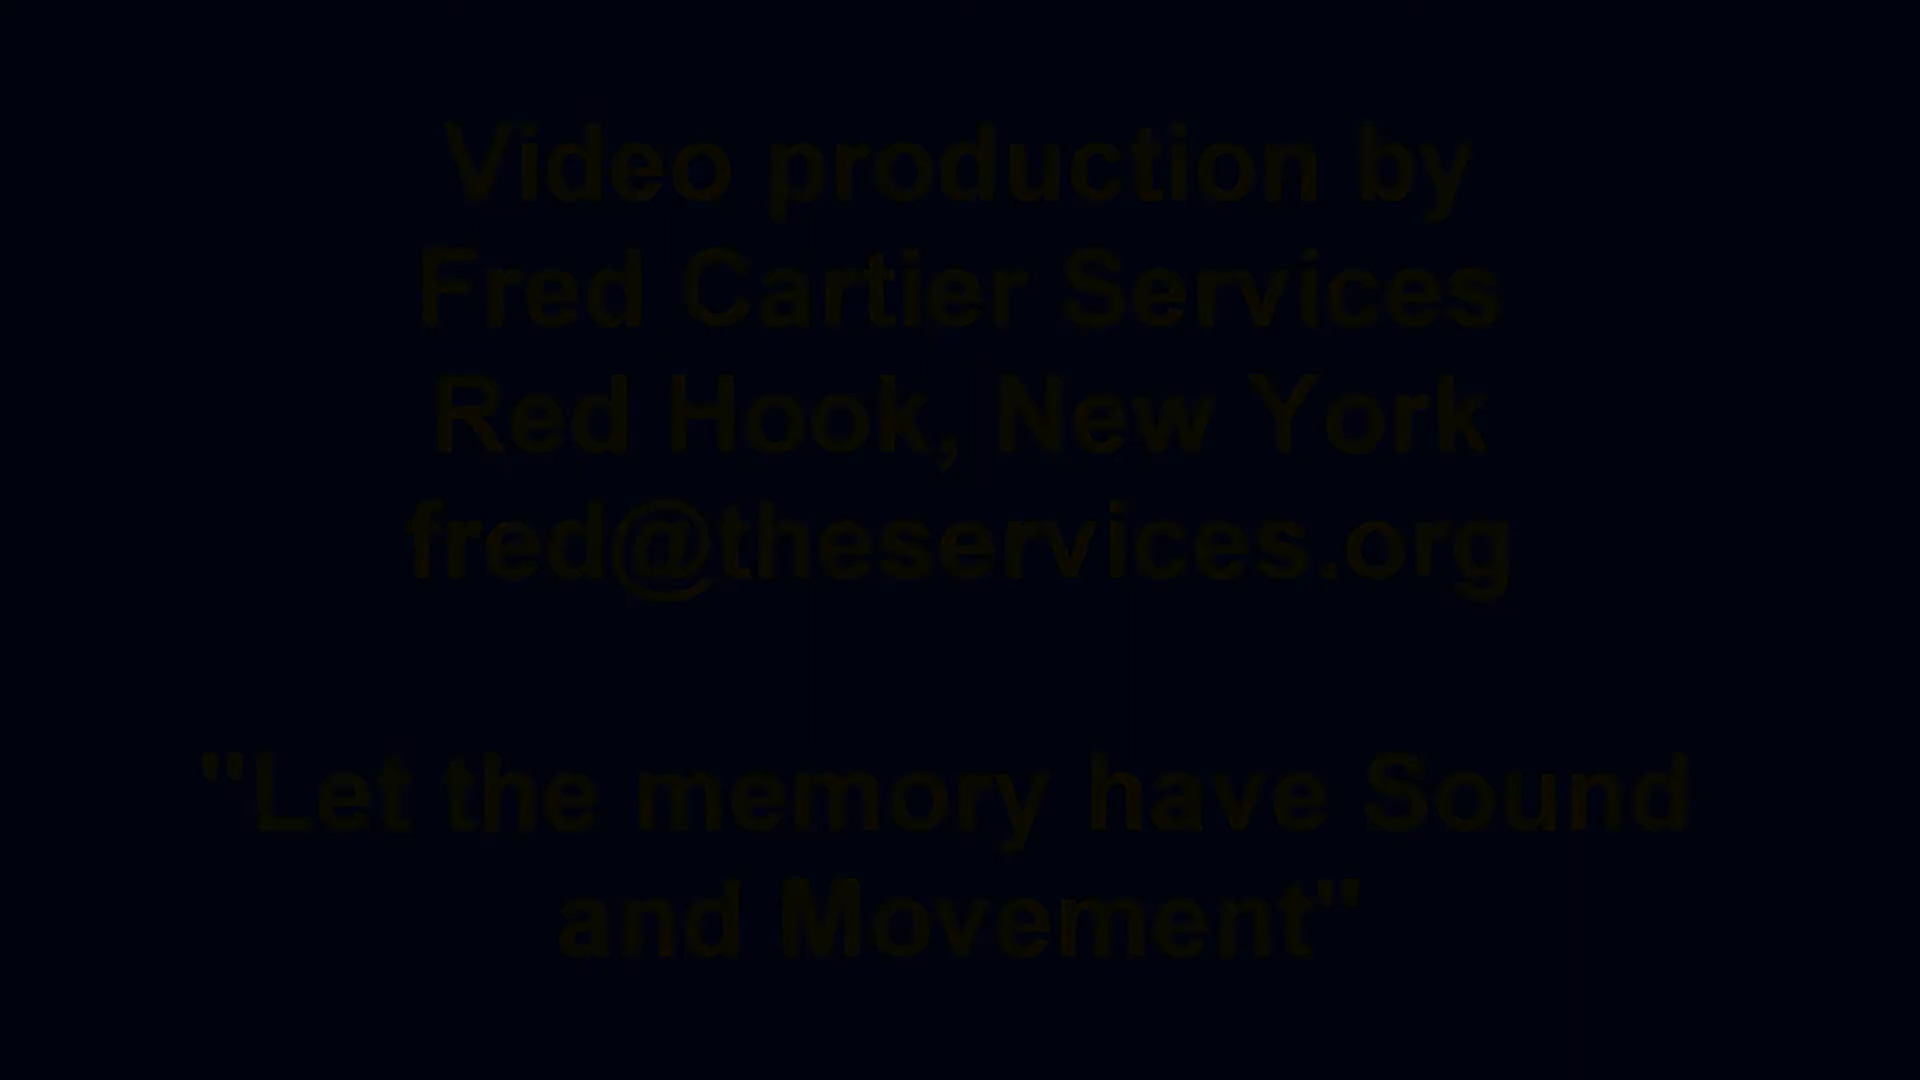 Video production by
Fred Cartier Services
Red Hook, New York
fred@theservices.org
"Let the memory have Sound
and Movement"